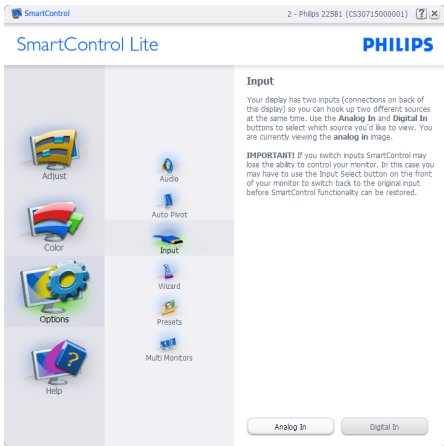 SmartControl
2 - Philips 225B1 (CS30715000001)
? X
SmartControl Lite
PHILIPS
Adjust
Color
Options
Help
Audio
Auto Pivot
Input
Wizard
Presets
Multi Monitors
Input
Your display has two inputs (connections on back of
this display) so you can hook up two different sources
at the same time. Use the Analog In and Digital In
buttons to select which source you'd like to view. You
are currently viewing the analog in image.
IMPORTANT! If you switch inputs SmartControl may
lose the ability to control your monitor. In this case you
may have to use the Input Select button on the front
of your monitor to switch back to the original input
before SmartControl functionality can be restored.
Analog In
Digital In